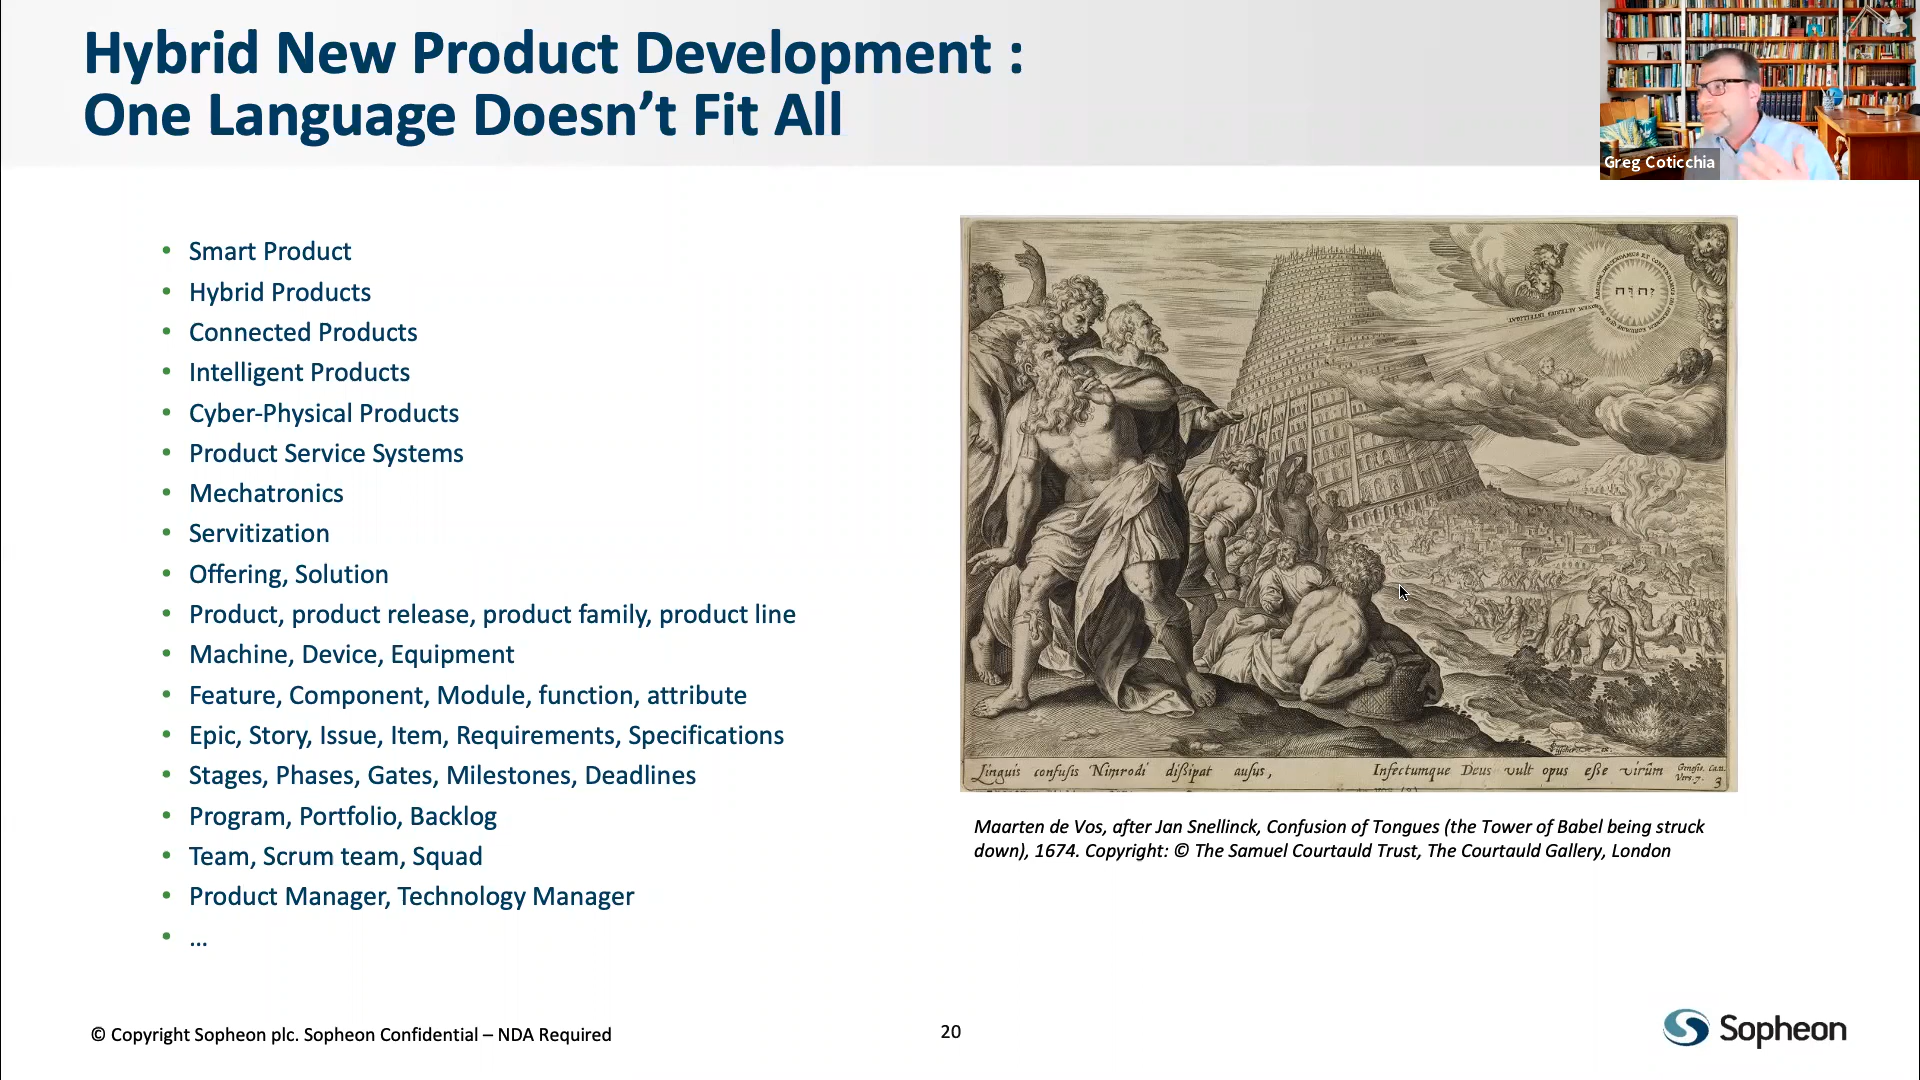 Hybrid New Product Development :
One Language Doesn’t Fit All
Greg Coticchia
• Smart Product
• Hybrid Products
• Connected Products
• Intelligent Products
• Cyber-Physical Products
• Product Service Systems
• Mechatronics
• Servitization
• Offering, Solution
• Product, product release, product family, product line
• Machine, Device, Equipment
• Feature, Component, Module, function, attribute
• Epic, Story, Issue, Item, Requirements, Specifications
• Stages, Phases, Gates, Milestones, Deadlines
• Program, Portfolio, Backlog
• Team, Scrum team, Squad
• Product Manager, Technology Manager
• ...
יהוה
Linguis confusis Nimrodi dissipat ausus, Infectumque Deus vult opus esse virûm
3
Maarten de Vos, after Jan Snellinck, Confusion of Tongues (the Tower of Babel being struck
down), 1674. Copyright: © The Samuel Courtauld Trust, The Courtauld Gallery, London
© Copyright Sopheon plc. Sopheon Confidential – NDA Required
20
Sopheon